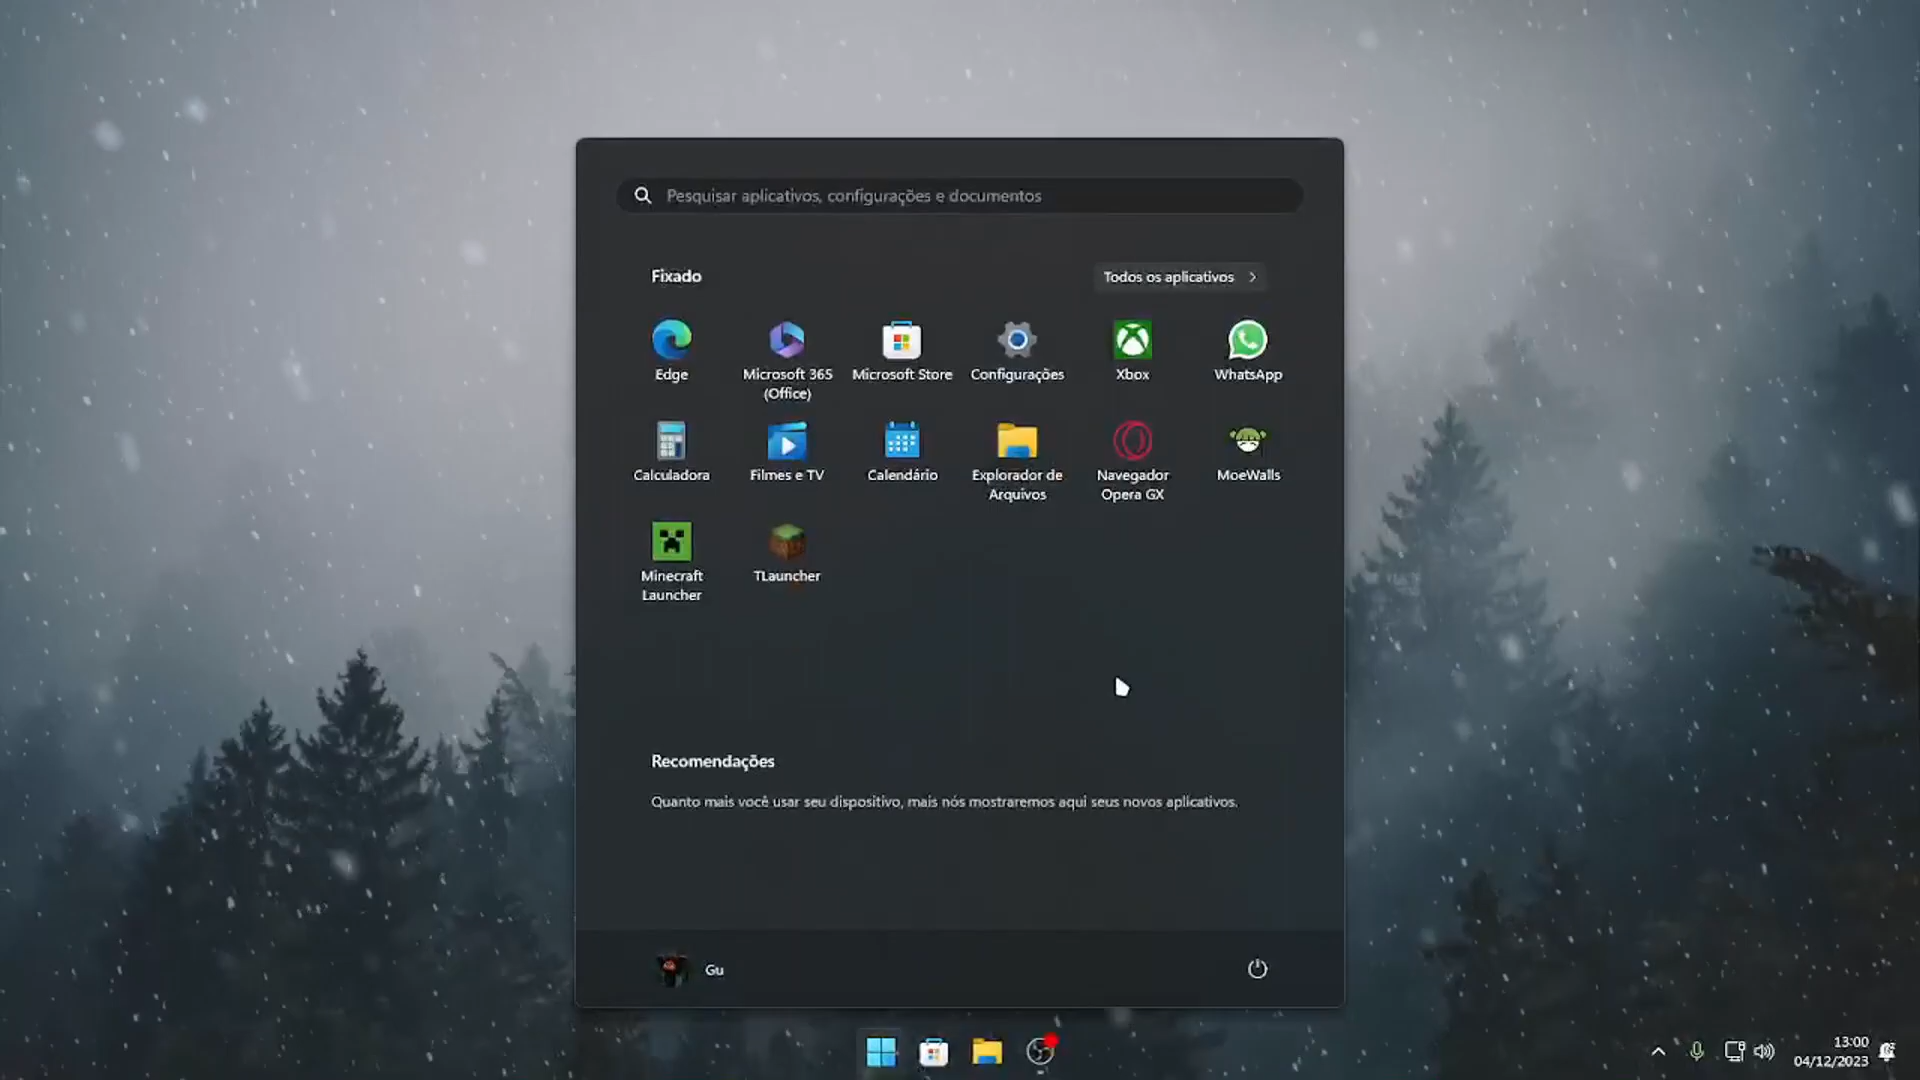 Pesquisar aplicativos, configurações e documentos
Fixado
Todos os aplicativos
Edge
Microsoft 365
(Office)
Microsoft Store
Configurações
Xbox
WhatsApp
Calculadora
Filmes e TV
Calendário
Explorador de
Arquivos
Navegador
Opera GX
MoeWalls
Minecraft
Launcher
TLauncher
Recomendações
Quanto mais você usar seu dispositivo, mais nós mostraremos aqui seus novos aplicativos.
Gu
13:00
04/12/2023